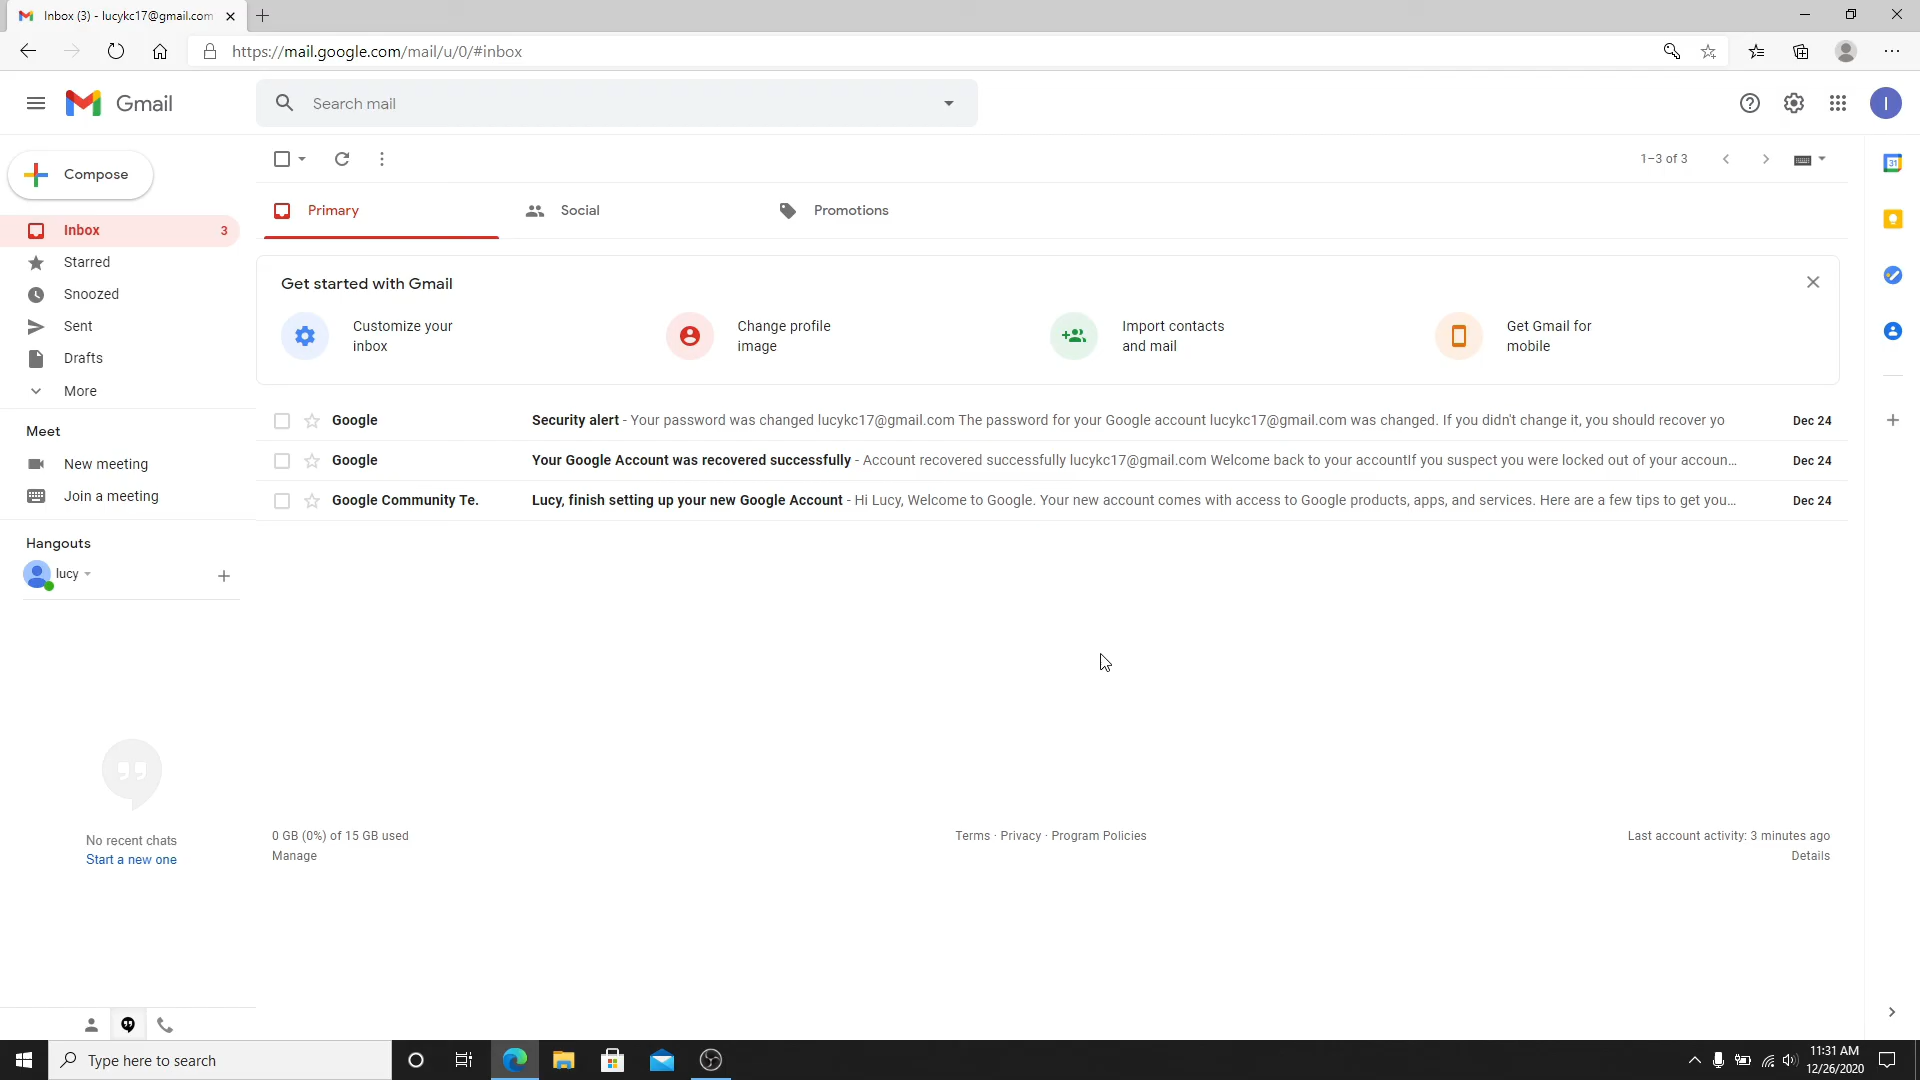 Inbox (3) - lucykc17@gmail.com
https://mail.google.com/mail/u/0/#inbox
Gmail
Search mail
I
Compose
1–3 of 3
31
Primary
Social
Promotions
Inbox 3
Starred
Snoozed
Sent
Drafts
More
Get started with Gmail
Customize your
inbox
Change profile
image
Import contacts
and mail
Get Gmail for
mobile
Google Security alert - Your password was changed lucykc17@gmail.com The password for your Google account lucykc17@gmail.com was changed. If you didn't change it, you should recover yo Dec 24
Google Your Google Account was recovered successfully - Account recovered successfully lucykc17@gmail.com Welcome back to your accountIf you suspect you were locked out of your accoun... Dec 24
Google Community Te. Lucy, finish setting up your new Google Account - Hi Lucy, Welcome to Google. Your new account comes with access to Google products, apps, and services. Here are a few tips to get you... Dec 24
Meet
New meeting
Join a meeting
Hangouts
lucy
No recent chats
Start a new one
0 GB (0%) of 15 GB used
Manage
Terms · Privacy · Program Policies
Last account activity: 3 minutes ago
Details
Type here to search
11:31 AM
12/26/2020